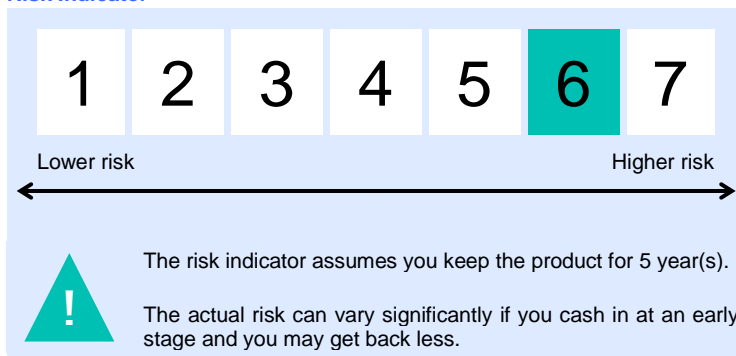 Risk Indicator
1 2 3 4 5 6 7
Lower risk Higher risk
The risk indicator assumes you keep the product for 5 year(s).
!
The actual risk can vary significantly if you cash in at an early
stage and you may get back less.